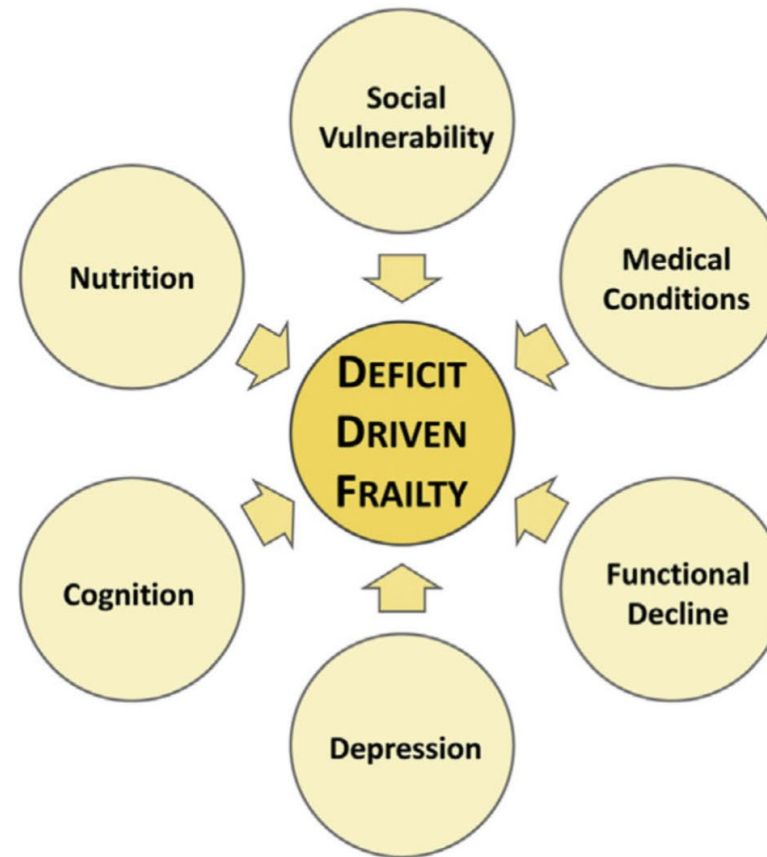 Social
Vulnerability
Medical
Conditions
Functional
Decline
Depression
Cognition
Nutrition
DEFICIT
DRIVEN
FRAILTY